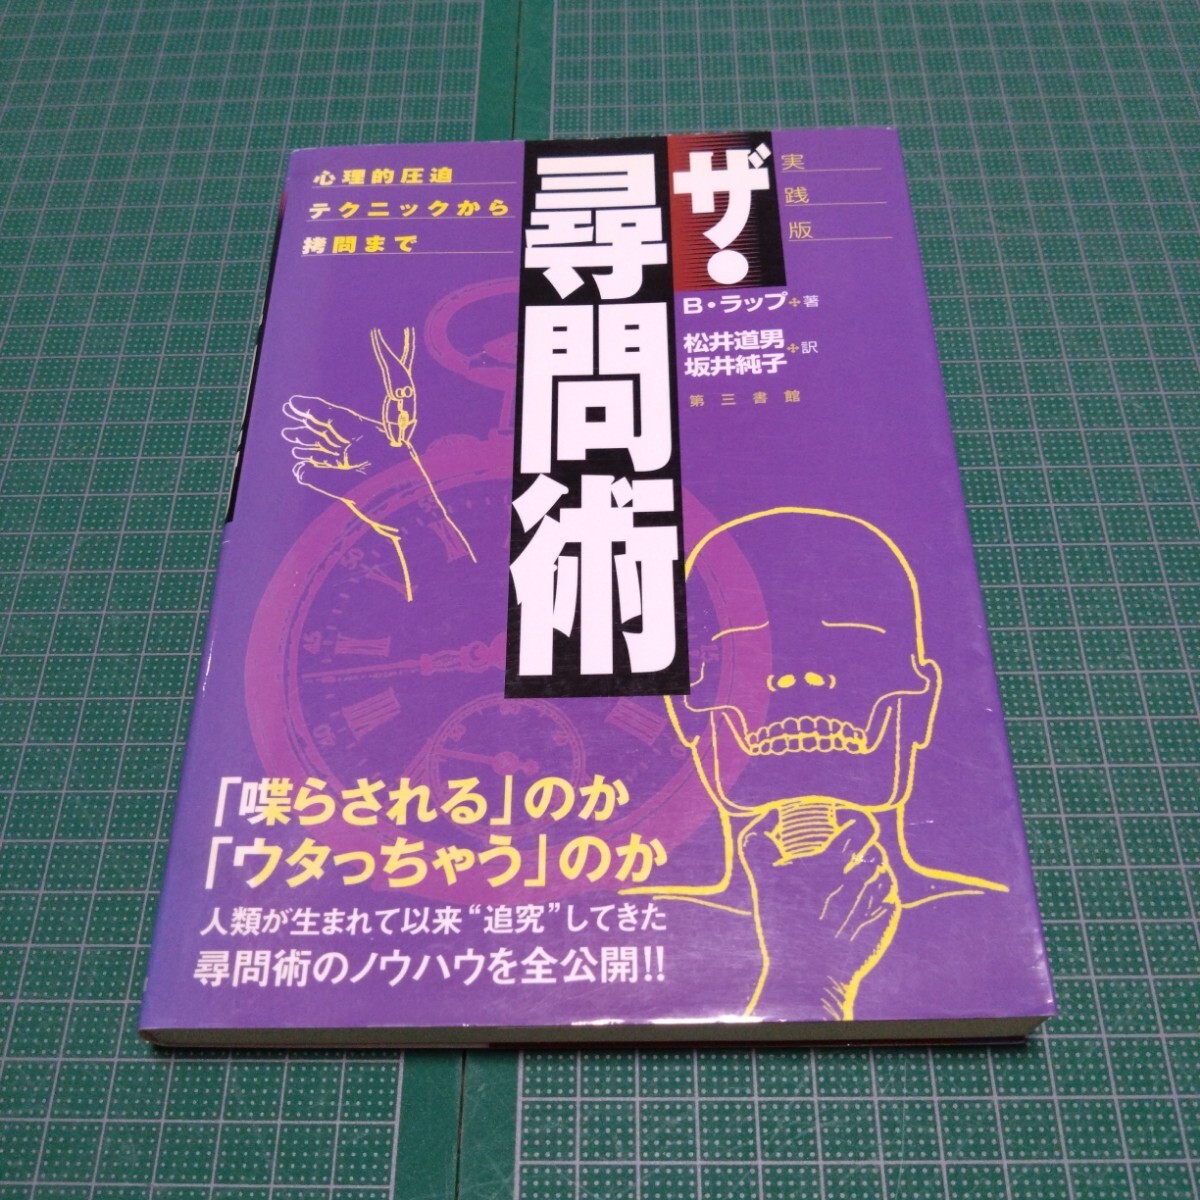 実践版
ザ・
尋問術
心理的圧迫
テクニックから
拷問まで
B・ラップ＋著
松井道男
坂井純子＋訳
第三書館
「喋らされる」のか
「ウタっちゃう」のか
人類が生まれて以来“追究”してきた
尋問術のノウハウを全公開!!